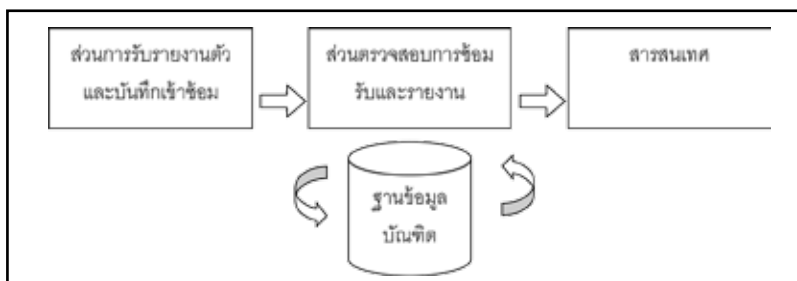 ส่วนการรับรายงานตัว
และบันทึกเข้าซ้อม
ส่วนตรวจสอบการซ้อม
รับและรายงาน
สารสนเทศ
ฐานข้อมูล
บัณฑิต